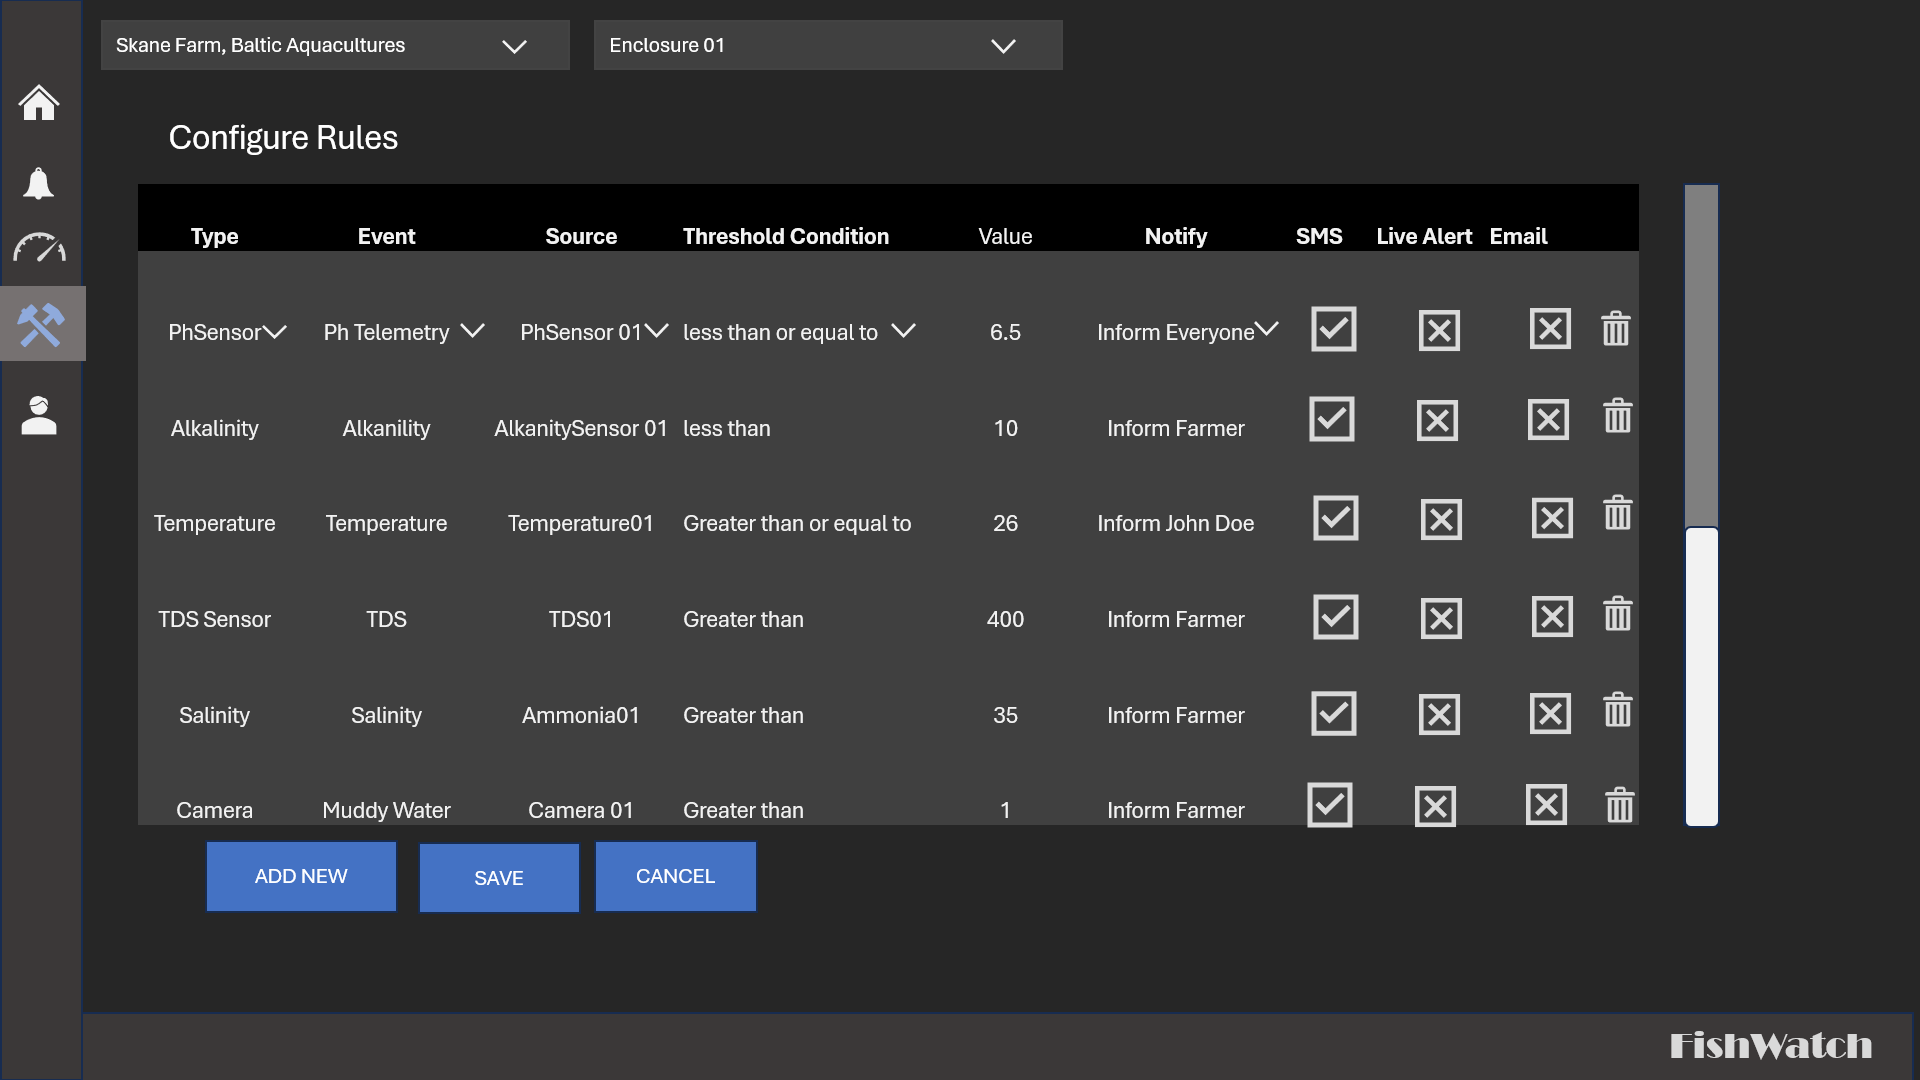 Skane Farm, Baltic Aquacultures
Enclosure 01
Configure Rules
Type Event Source Threshold Condition Value Notify SMS Live Alert Email
PhSensor Ph Telemetry PhSensor 01 less than or equal to 6.5 Inform Everyone
Alkalinity Alkanility AlkanitySensor 01 less than 10 Inform Farmer
Temperature Temperature Temperature01 Greater than or equal to 26 Inform John Doe
TDS Sensor TDS TDS01 Greater than 400 Inform Farmer
Salinity Salinity Ammonia01 Greater than 35 Inform Farmer
Camera Muddy Water Camera 01 Greater than 1 Inform Farmer
ADD NEW SAVE CANCEL
FishWatch